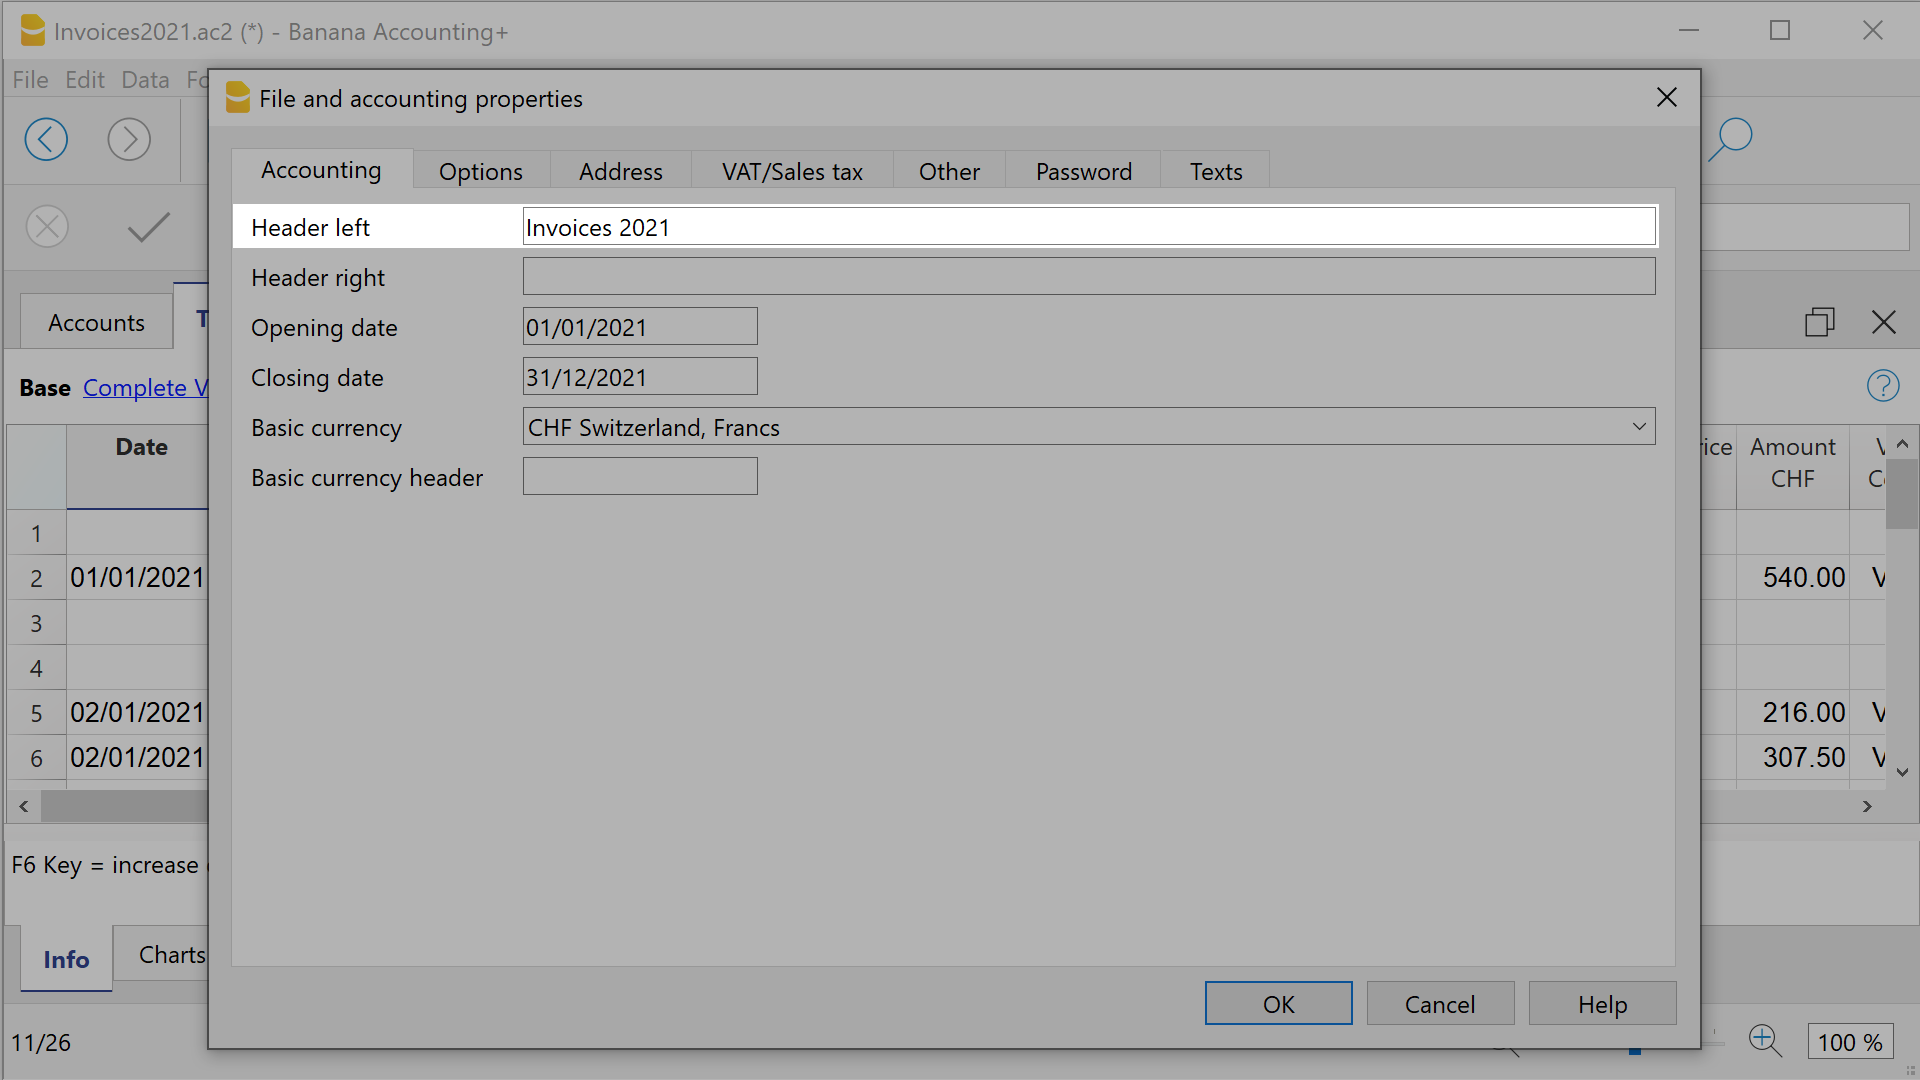 Invoices2021.ac2 (*) - Banana Accounting+
File Edit Data
File and accounting properties
Accounting Options Address VAT/Sales tax Other Password Texts
Header left Invoices 2021
Header right
Opening date 01/01/2021
Closing date 31/12/2021
Basic currency CHF Switzerland, Francs
Basic currency header
OK Cancel Help
Accounts
Base Complete
Date Amount CHF
1
2 01/01/2021 540.00
3
4
5 02/01/2021 216.00
6 02/01/2021 307.50
F6 Key = increase
Info Charts
11/26 100 %